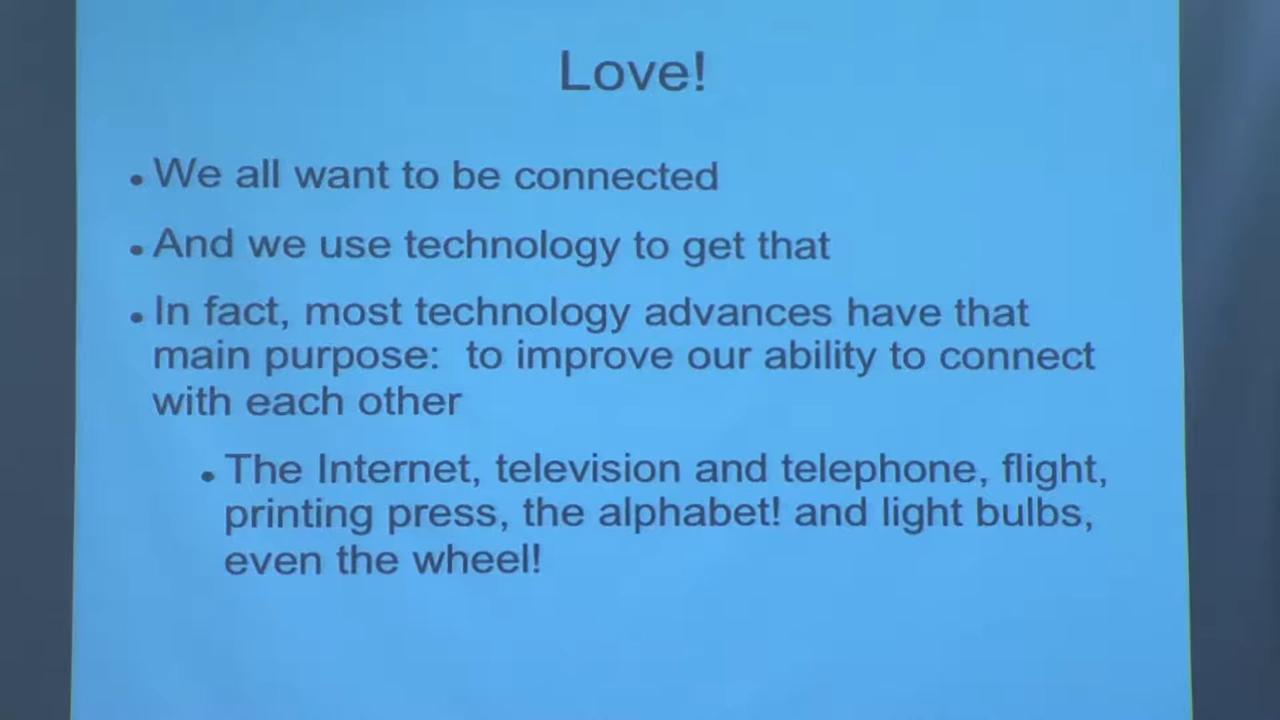 Love!
• We all want to be connected
• And we use technology to get that
• In fact, most technology advances have that
main purpose:  to improve our ability to connect
with each other
• The Internet, television and telephone, flight,
printing press, the alphabet! and light bulbs,
even the wheel!